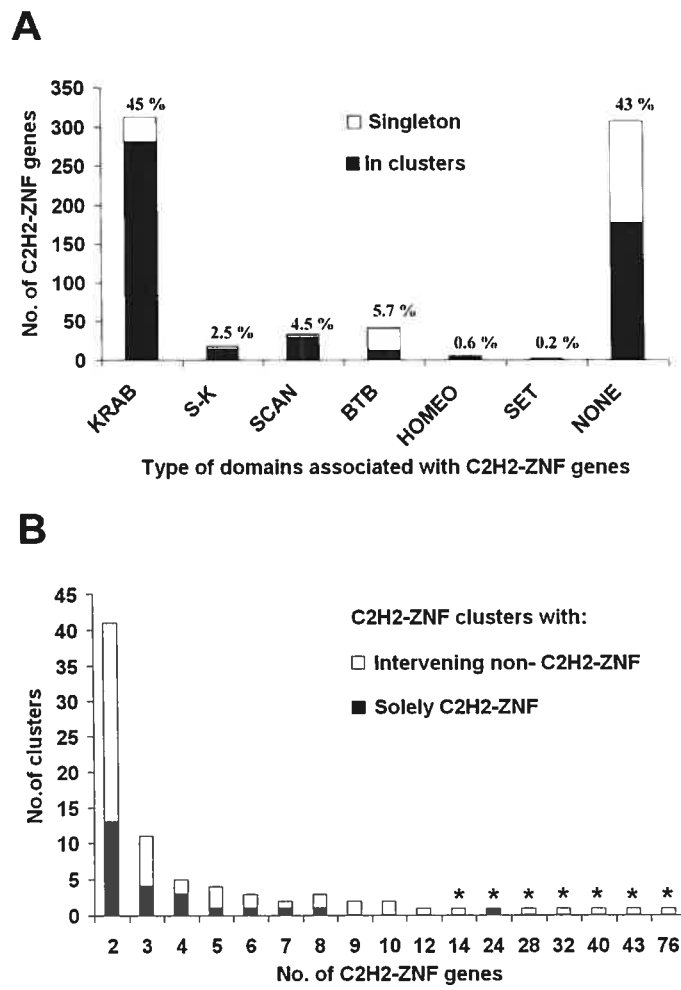 A
350
300
250
200
150
100
50
0
No. of C2H2-ZNF genes
45 %
2.5 %
4.5 %
5.7 %
0.6 %
0.2 %
43 %
Singleton
In clusters
KRAB
S-K
SCAN
BTB
HOMEO
SET
NONE
Type of domains associated with C2H2-ZNF genes
B
45
40
35
30
25
20
15
10
5
0
No.of clusters
C2H2-ZNF clusters with:
Intervening non- C2H2-ZNF
Solely C2H2-ZNF
* * * * * * *
2 3 4 5 6 7 8 9 10 12 14 24 28 32 40 43 76
No. of C2H2-ZNF genes